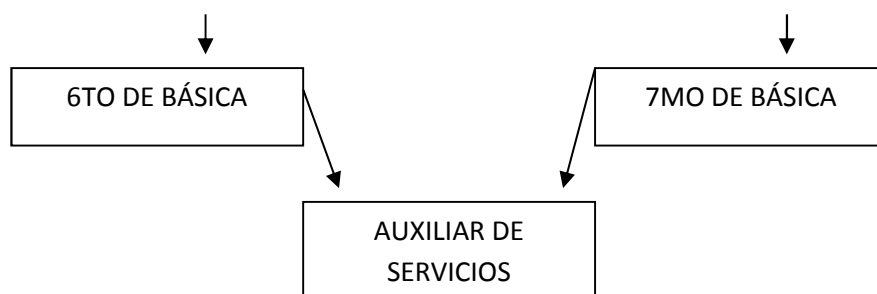 6TO DE BÁSICA
7MO DE BÁSICA
AUXILIAR DE
SERVICIOS